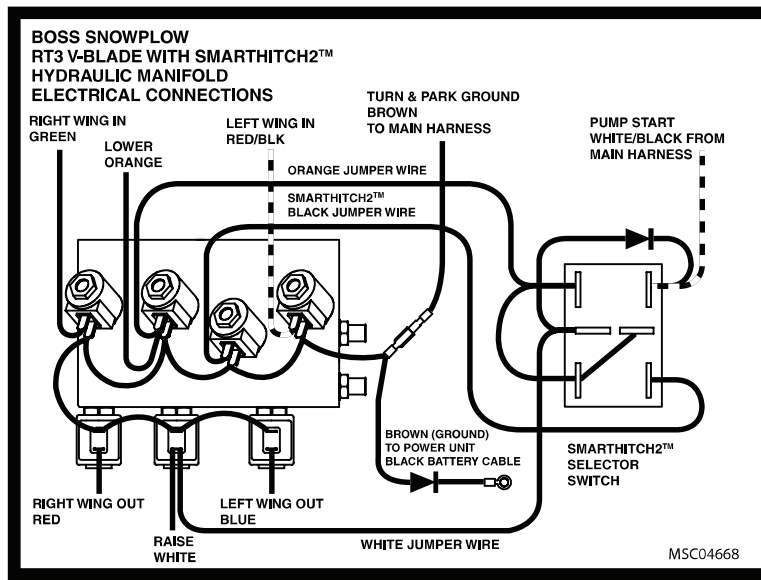 BOSS SNOWPLOW
RT3 V-BLADE WITH SMARTHITCH2™
HYDRAULIC MANIFOLD
ELECTRICAL CONNECTIONS
RIGHT WING IN
GREEN
LOWER
ORANGE
LEFT WING IN
RED/BLK
TURN & PARK GROUND
BROWN
TO MAIN HARNESS
PUMP START
WHITE/BLACK FROM
MAIN HARNESS
ORANGE JUMPER WIRE
SMARTHITCH2™
BLACK JUMPER WIRE
BROWN (GROUND)
TO POWER UNIT
BLACK BATTERY CABLE
SMARTHITCH2™
SELECTOR
SWITCH
RIGHT WING OUT
RED
RAISE
WHITE
LEFT WING OUT
BLUE
WHITE JUMPER WIRE
MSC04668